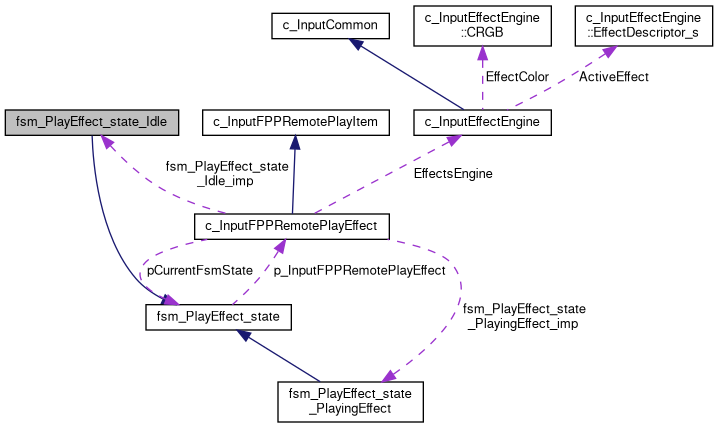 c_InputCommon
c_InputEffectEngine
::CRGB
c_InputEffectEngine
::EffectDescriptor_s
EffectColor
ActiveEffect
fsm_PlayEffect_state_Idle
c_InputFPPRemotePlayItem
c_InputEffectEngine
fsm_PlayEffect_state
_Idle_imp
EffectsEngine
c_InputFPPRemotePlayEffect
pCurrentFsmState
p_InputFPPRemotePlayEffect
fsm_PlayEffect_state
_PlayingEffect_imp
fsm_PlayEffect_state
fsm_PlayEffect_state
_PlayingEffect